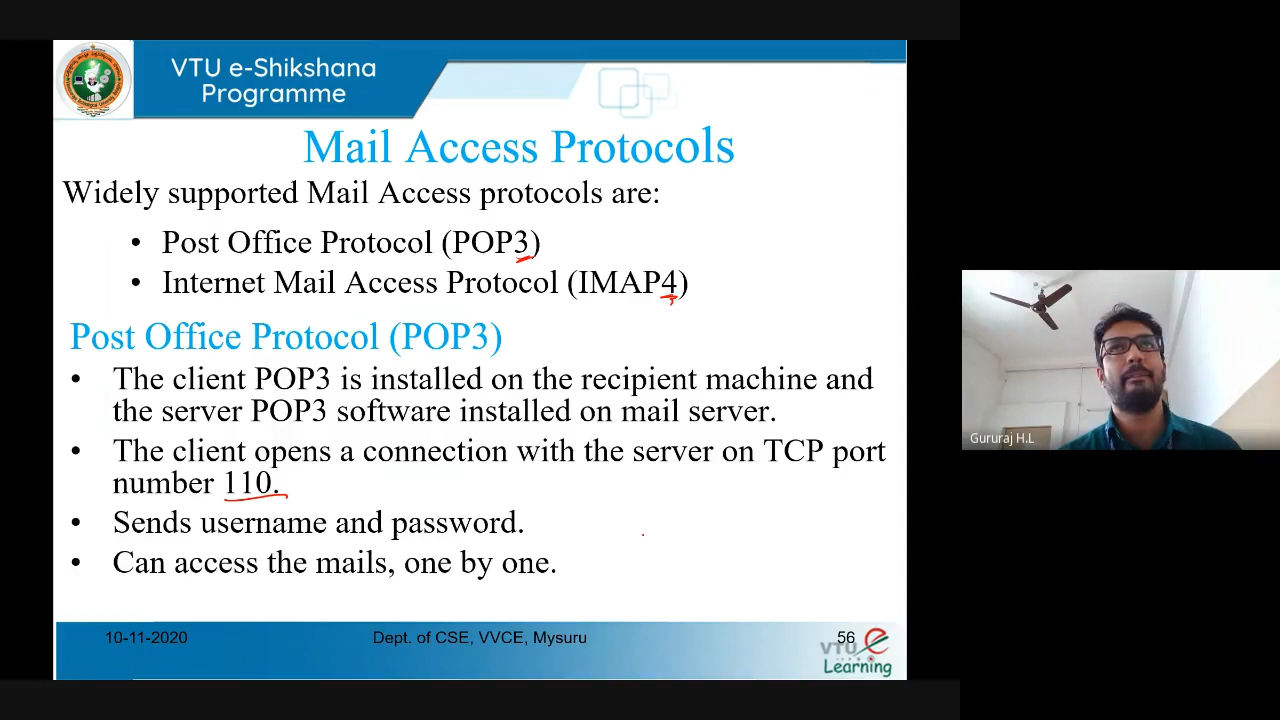 VTU e-Shikshana
Programme
Mail Access Protocols
Widely supported Mail Access protocols are:
• Post Office Protocol (POP3)
• Internet Mail Access Protocol (IMAP4)
Post Office Protocol (POP3)
• The client POP3 is installed on the recipient machine and
the server POP3 software installed on mail server.
• The client opens a connection with the server on TCP port
number 110.
• Sends username and password.
• Can access the mails, one by one.
Gururaj H.L
10-11-2020 Dept. of CSE, VVCE, Mysuru 56
VTU e
Learning